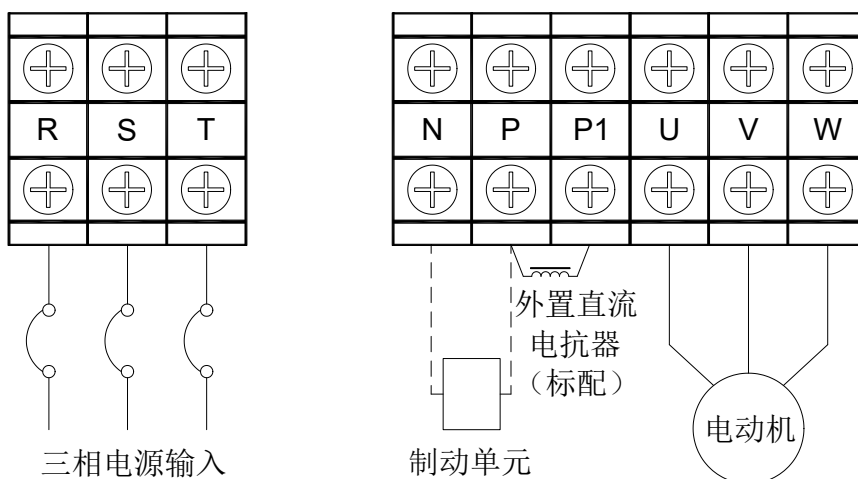 R S T
N P P1 U V W
外置直流
电抗器
（标配）
电动机
三相电源输入
制动单元